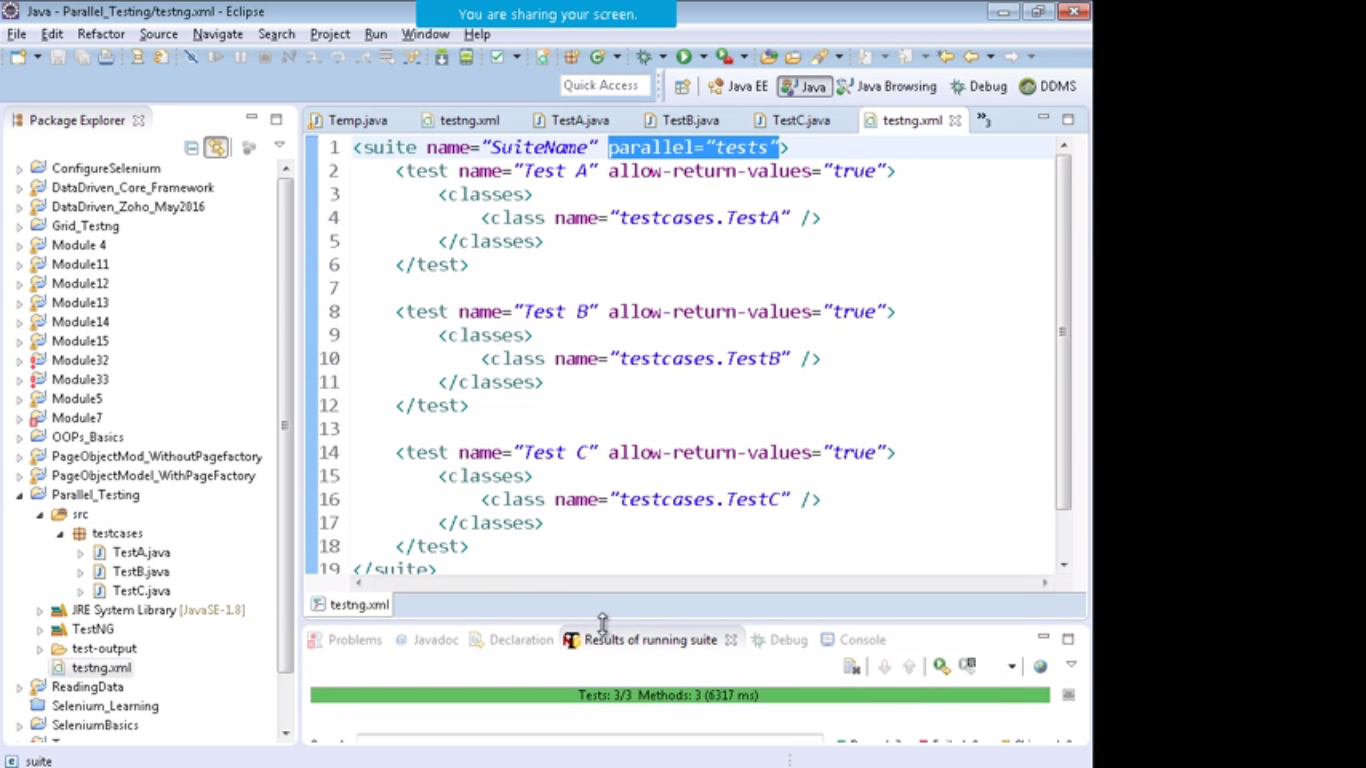 Java - Parallel_Testing/testng.xml - Eclipse
You are sharing your screen.
File Edit Refactor Source Navigate Search Project Run Window Help
Quick Access
Java EE Java Java Browsing Debug DDMS
Package Explorer
ConfigureSelenium
DataDriven_Core_Framework
DataDriven_Zoho_May2016
Grid_Testng
Module 4
Module11
Module12
Module13
Module14
Module15
Module32
Module33
Module5
Module7
OOPs_Basics
PageObjectMod_WithoutPagefactory
PageObjectModel_WithPageFactory
Parallel_Testing
src
testcases
TestA.java
TestB.java
TestC.java
JRE System Library [JavaSE-1.8]
TestNG
test-output
testng.xml
ReadingData
Selenium_Learning
SeleniumBasics
Temp.java testng.xml TestA.java TestB.java TestC.java testng.xml »3
1 <suite name="SuiteName" parallel="tests">
2 <test name="Test A" allow-return-values="true">
3 <classes>
4 <class name="testcases.TestA" />
5 </classes>
6 </test>
7
8 <test name="Test B" allow-return-values="true">
9 <classes>
10 <class name="testcases.TestB" />
11 </classes>
12 </test>
13
14 <test name="Test C" allow-return-values="true">
15 <classes>
16 <class name="testcases.TestC" />
17 </classes>
18 </test>
19 </suite>
testng.xml
Problems Javadoc Declaration Results of running suite Debug Console
Tests: 3/3 Methods: 3 (6317 ms)
suite